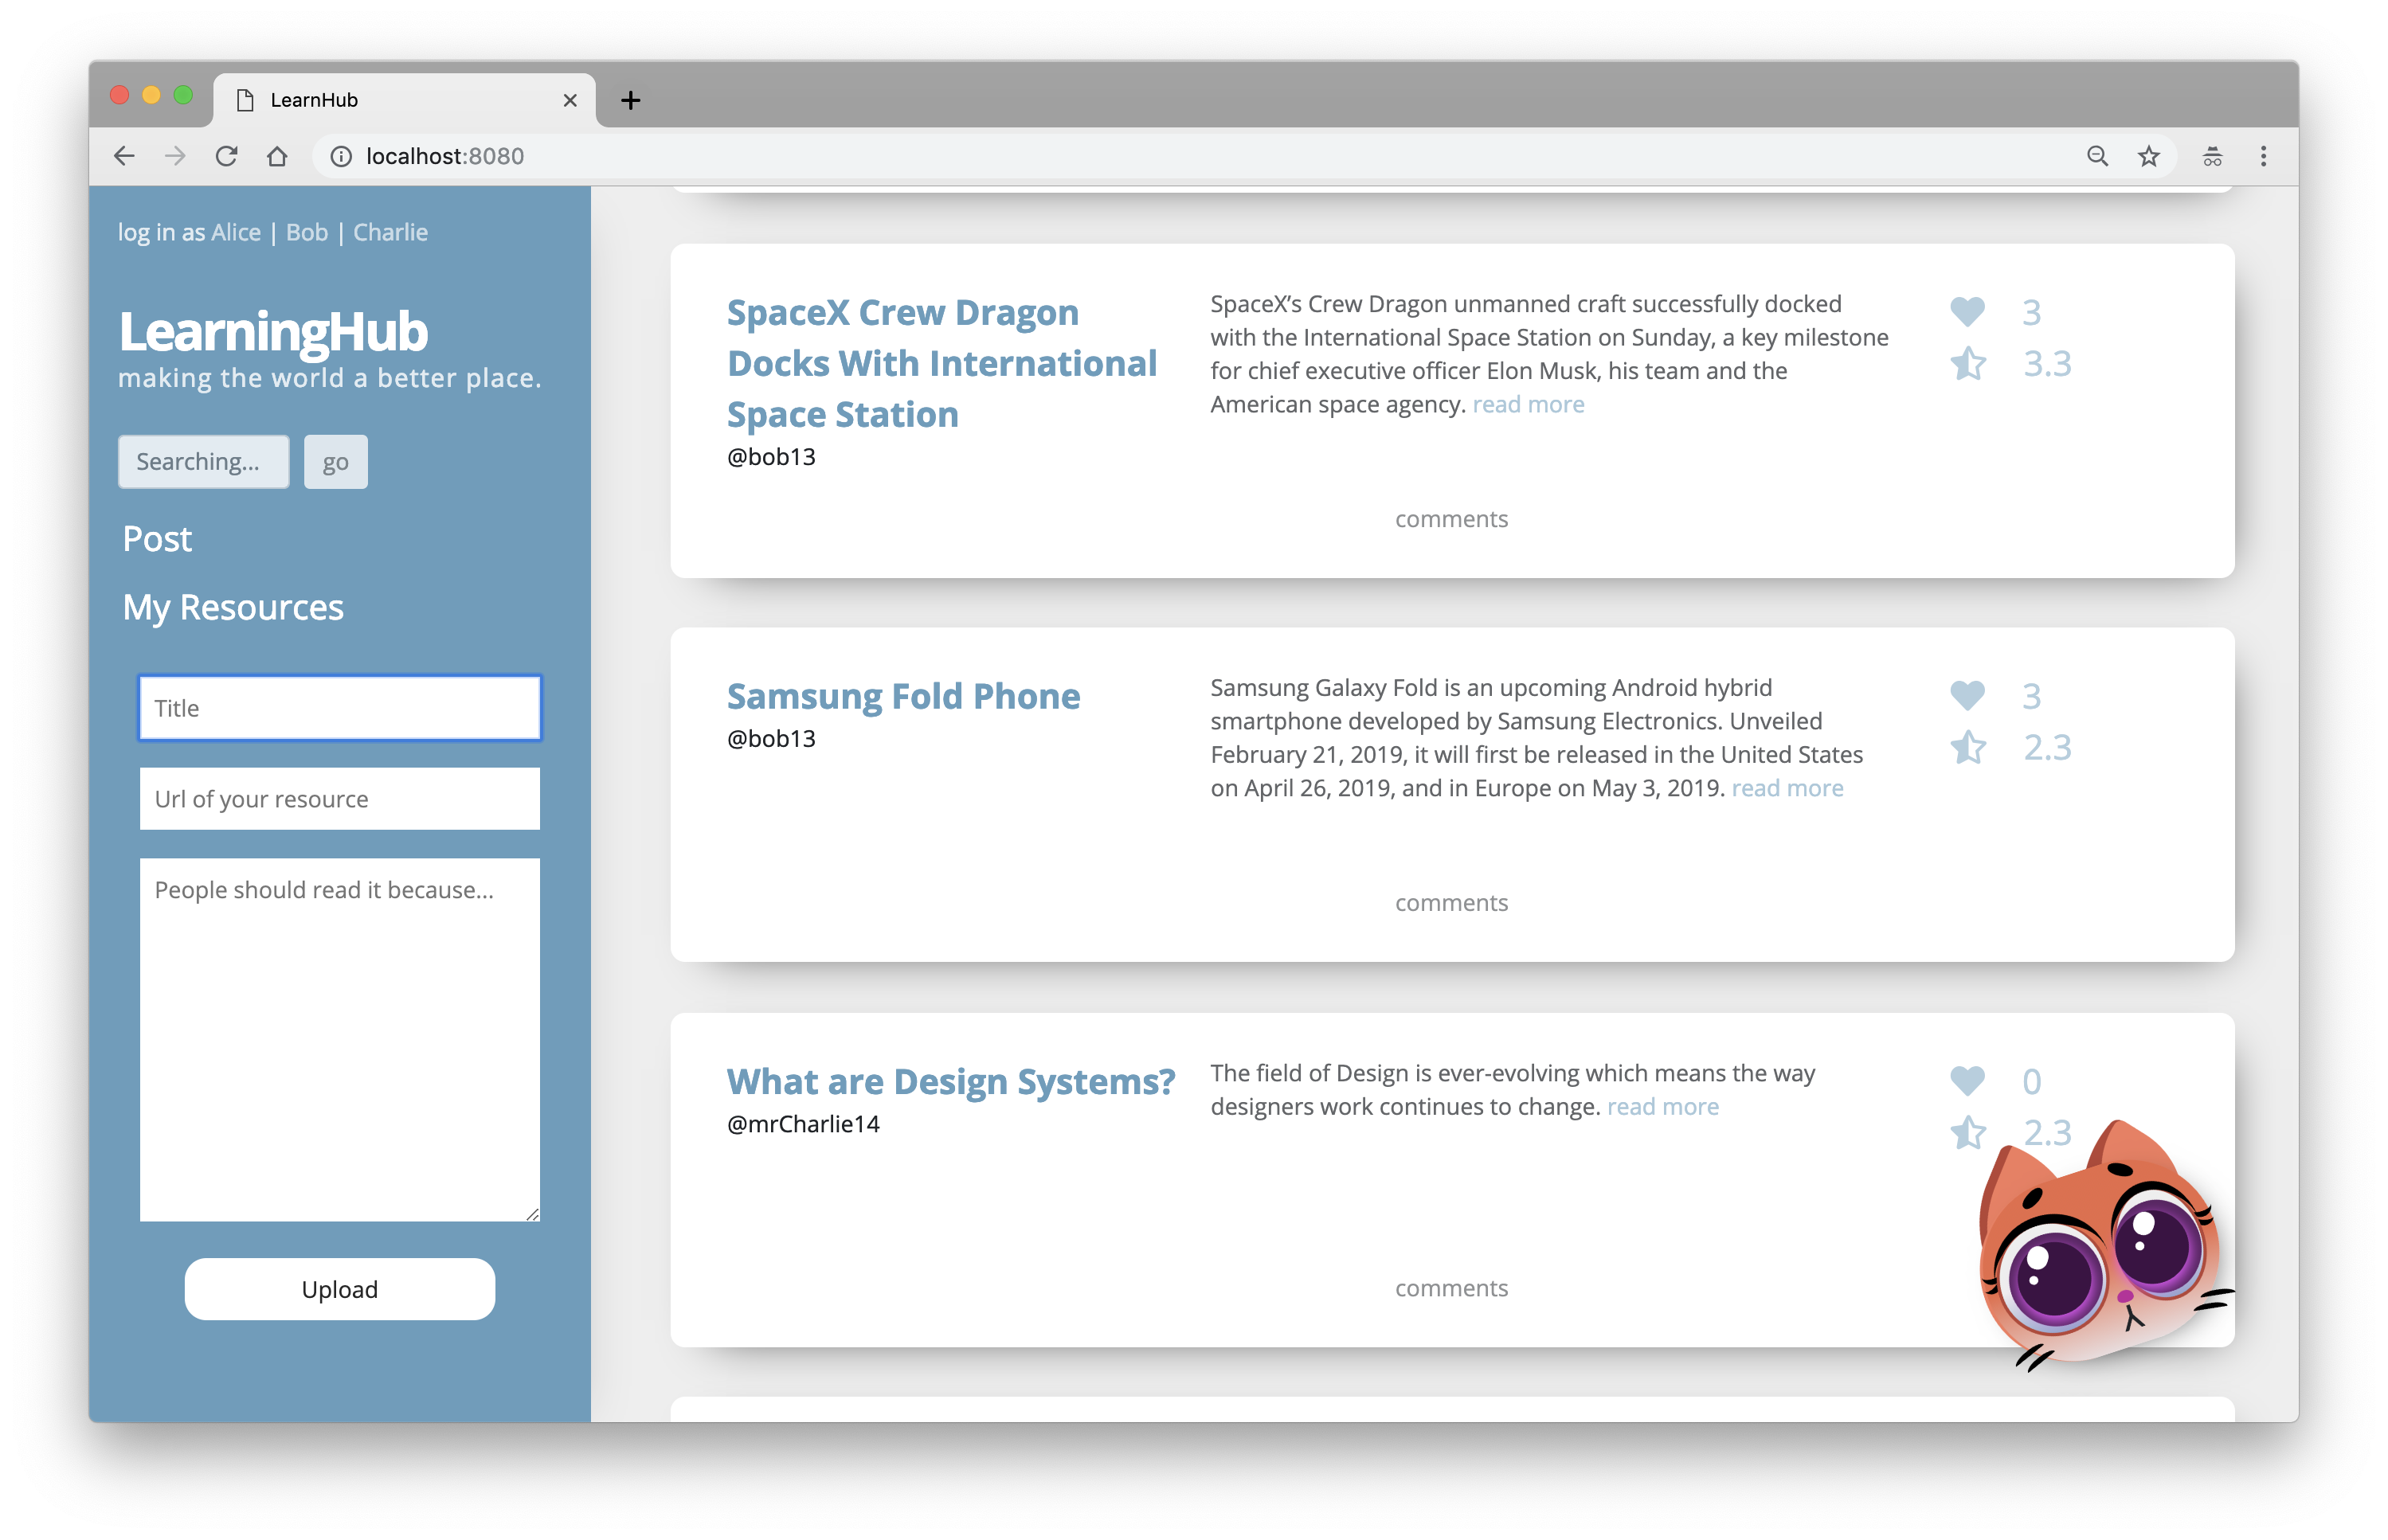 LearnHub
localhost:8080
log in as Alice | Bob | Charlie
LearningHub
making the world a better place.
Searching...
go
Post
My Resources
Title
Url of your resource
People should read it because...
Upload
SpaceX Crew Dragon
Docks With International
Space Station
@bob13
SpaceX’s Crew Dragon unmanned craft successfully docked
with the International Space Station on Sunday, a key milestone
for chief executive officer Elon Musk, his team and the
American space agency. read more
3
3.3
comments
Samsung Fold Phone
@bob13
Samsung Galaxy Fold is an upcoming Android hybrid
smartphone developed by Samsung Electronics. Unveiled
February 21, 2019, it will first be released in the United States
on April 26, 2019, and in Europe on May 3, 2019. read more
3
2.3
comments
What are Design Systems?
@mrCharlie14
The field of Design is ever-evolving which means the way
designers work continues to change. read more
0
2.3
comments